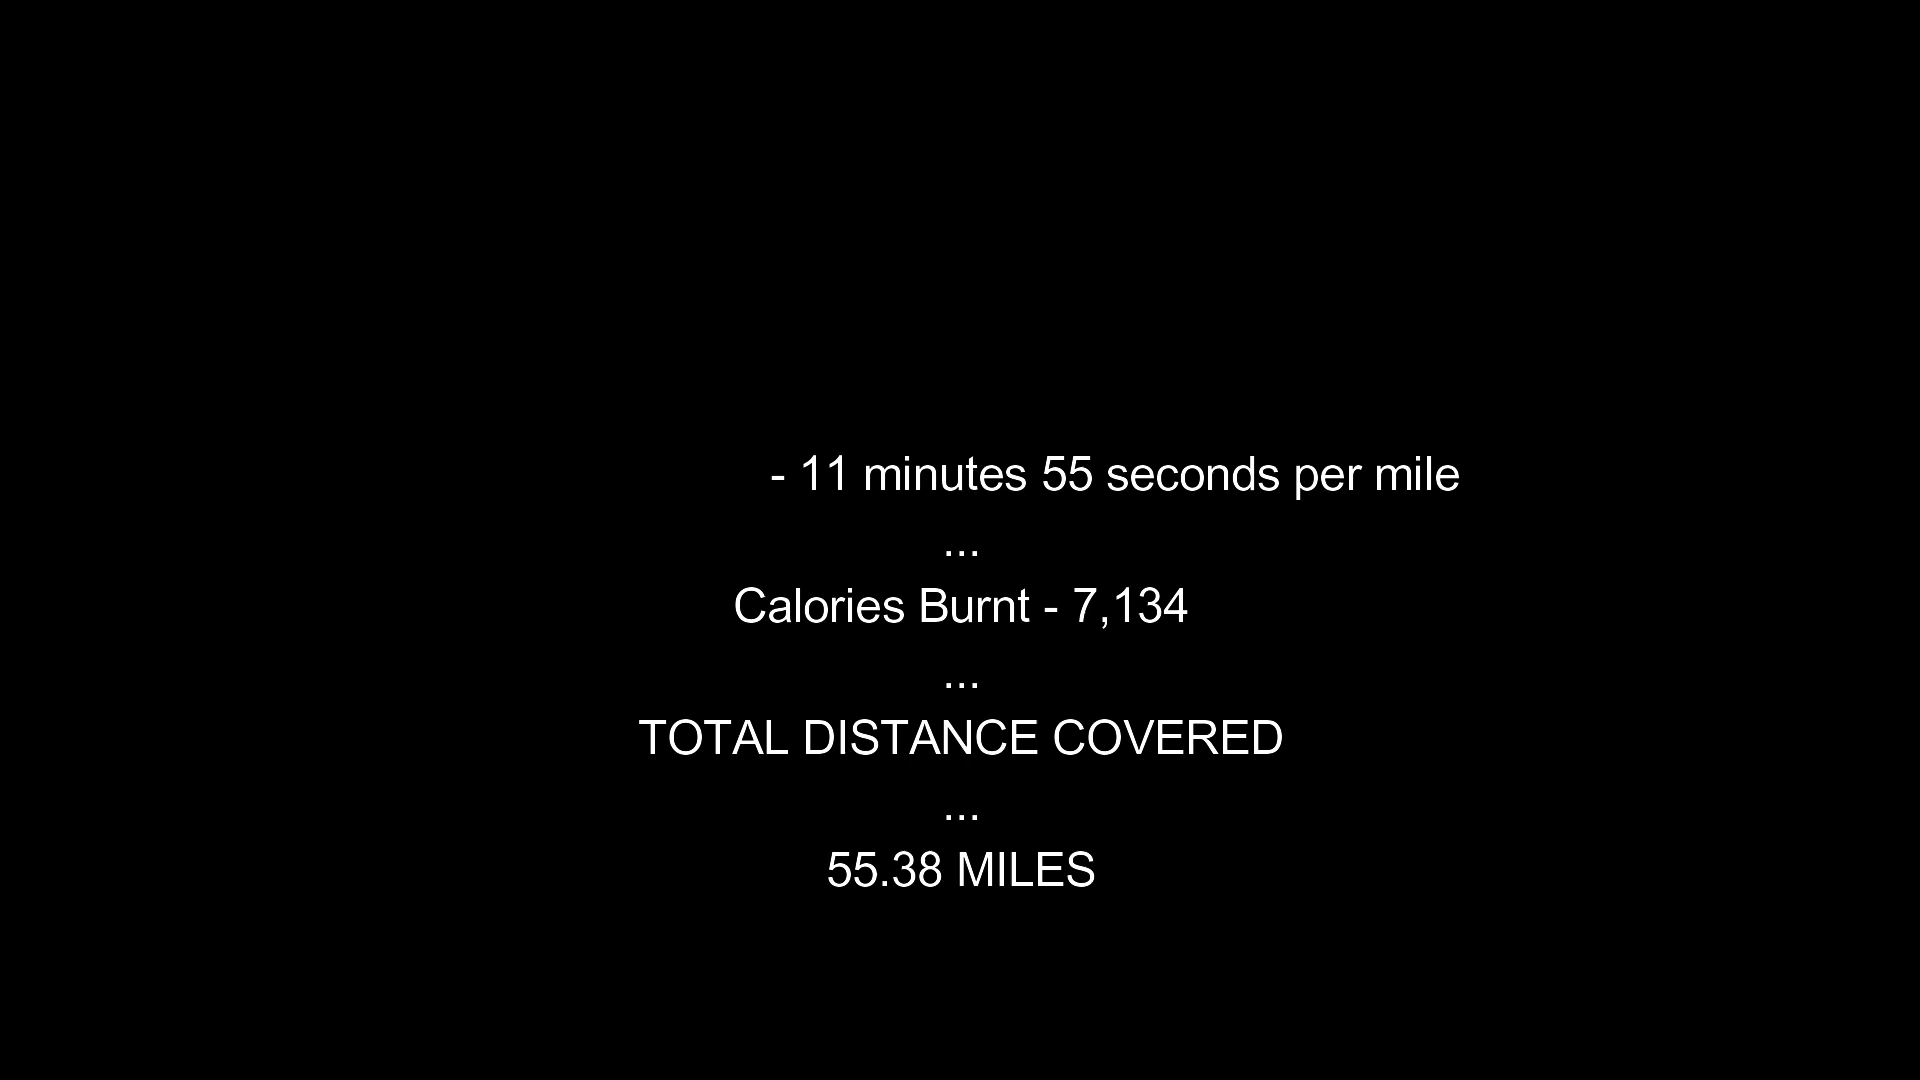 - 11 minutes 55 seconds per mile
...
Calories Burnt - 7,134
...
TOTAL DISTANCE COVERED
...
55.38 MILES